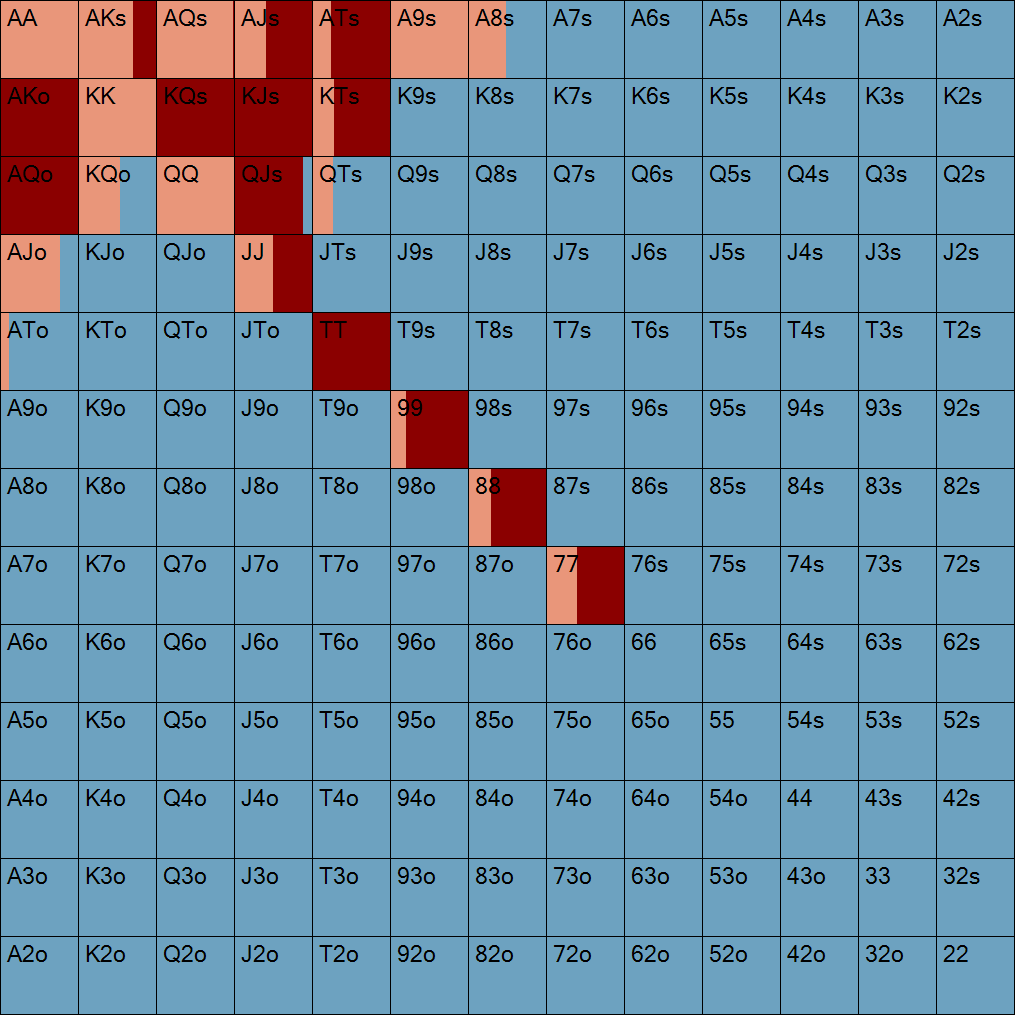 AA AKs AQs AJs ATs A9s A8s A7s A6s A5s A4s A3s A2s
AKo KK KQs KJs KTs K9s K8s K7s K6s K5s K4s K3s K2s
AQo KQo QQ QJs QTs Q9s Q8s Q7s Q6s Q5s Q4s Q3s Q2s
AJo KJo QJo JJ JTs J9s J8s J7s J6s J5s J4s J3s J2s
ATo KTo QTo JTo TT T9s T8s T7s T6s T5s T4s T3s T2s
A9o K9o Q9o J9o T9o 99 98s 97s 96s 95s 94s 93s 92s
A8o K8o Q8o J8o T8o 98o 88 87s 86s 85s 84s 83s 82s
A7o K7o Q7o J7o T7o 97o 87o 77 76s 75s 74s 73s 72s
A6o K6o Q6o J6o T6o 96o 86o 76o 66 65s 64s 63s 62s
A5o K5o Q5o J5o T5o 95o 85o 75o 65o 55 54s 53s 52s
A4o K4o Q4o J4o T4o 94o 84o 74o 64o 54o 44 43s 42s
A3o K3o Q3o J3o T3o 93o 83o 73o 63o 53o 43o 33 32s
A2o K2o Q2o J2o T2o 92o 82o 72o 62o 52o 42o 32o 22